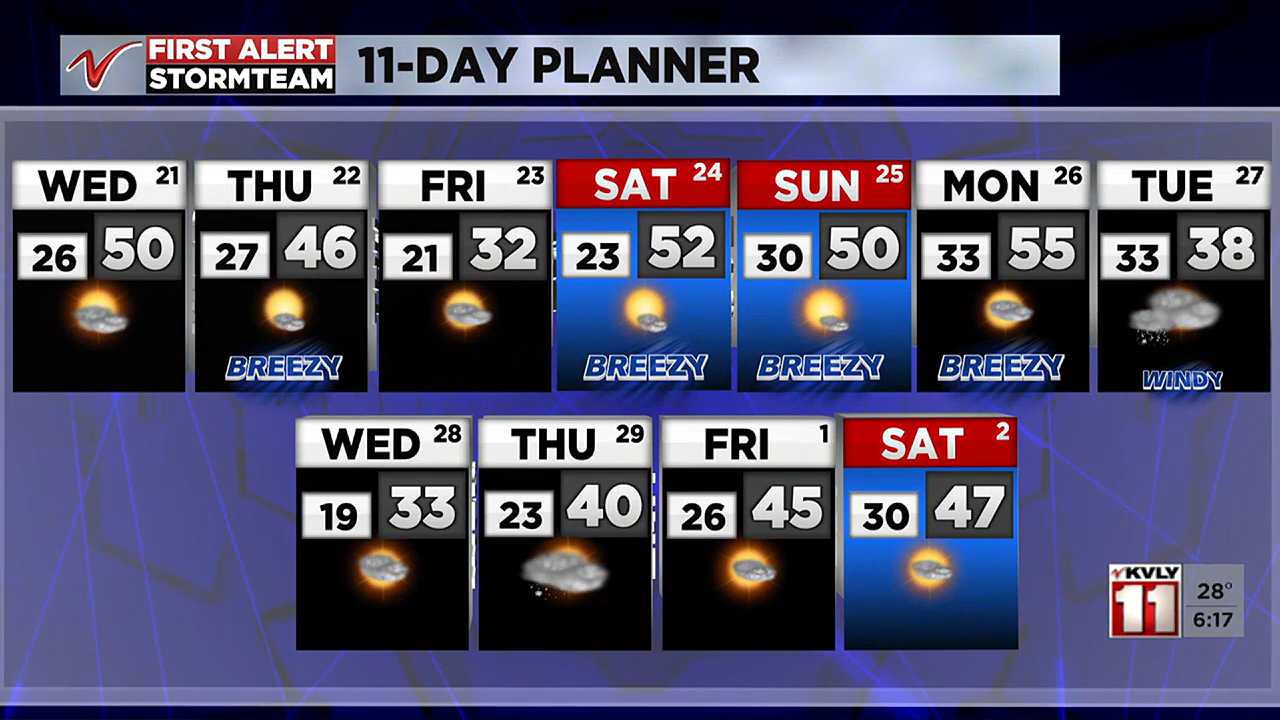 FIRST ALERT
STORMTEAM
11-DAY PLANNER
WED 21
26 50
THU 22
27 46
BREEZY
FRI 23
21 32
SAT 24
23 52
BREEZY
SUN 25
30 50
BREEZY
MON 26
33 55
BREEZY
TUE 27
33 38
WINDY
WED 28
19 33
THU 29
23 40
FRI 1
26 45
SAT 2
30 47
KVLY
11
28°
6:17